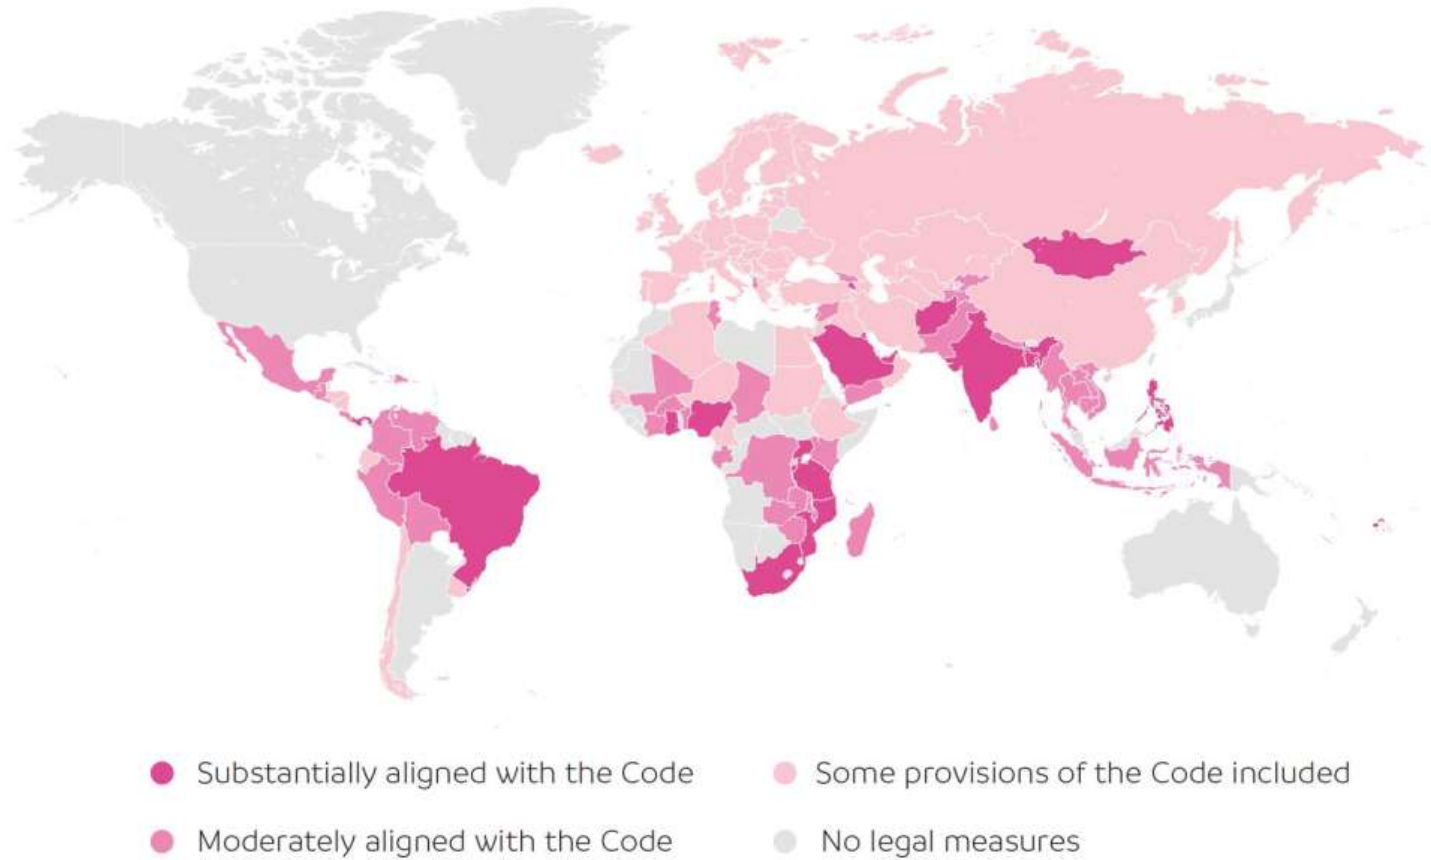 Substantially aligned with the Code
Some provisions of the Code included
Moderately aligned with the Code
No legal measures